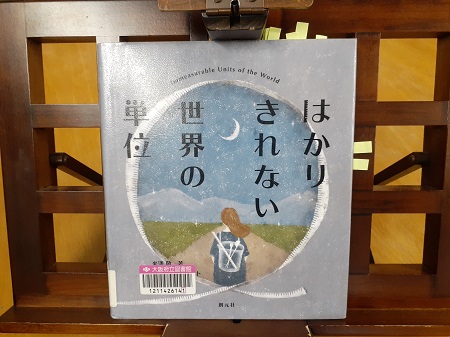 Immeasurable Units of the World
はかり
きれない
世界の
単位
大阪府立図書館
1211426141
創元社